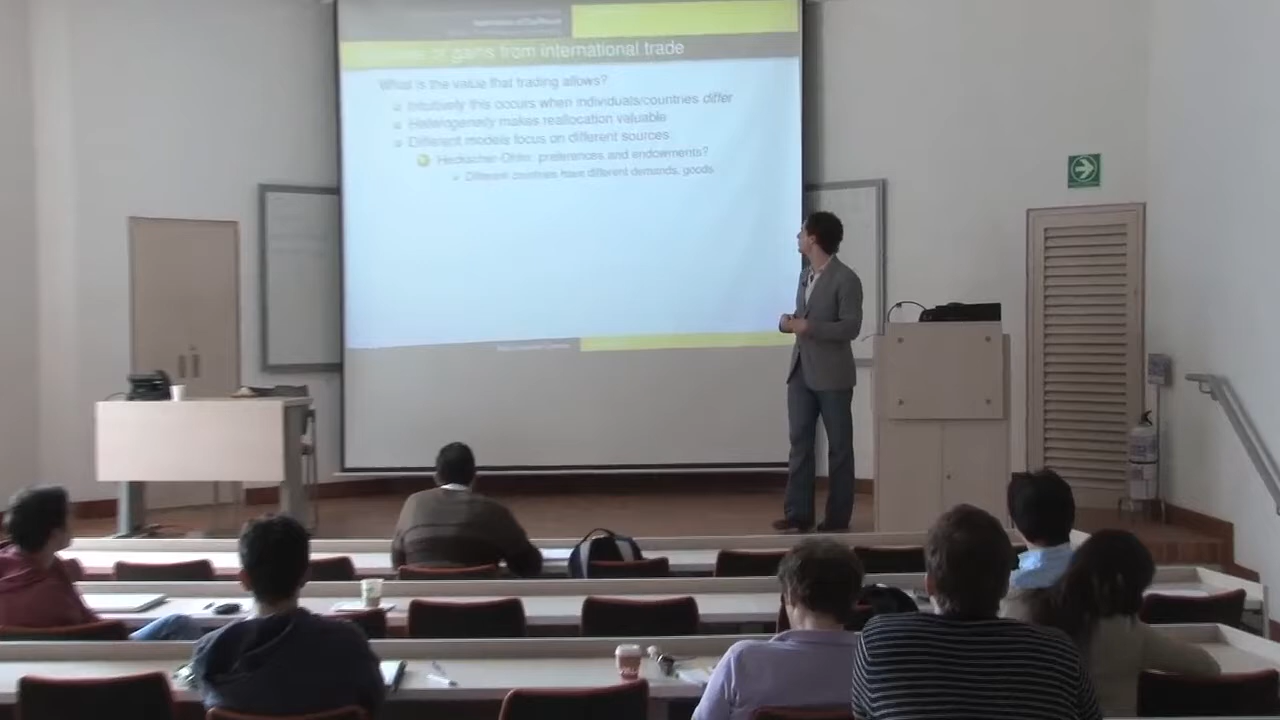 of gains from international trade
What is the value that trading allows?
Intuitively this occurs when individuals/countries differ
Heterogeneity makes reallocation valuable
Different models focus on different sources
Heckscher-Ohlin: preferences and endowments?
Different countries have different demands, goods